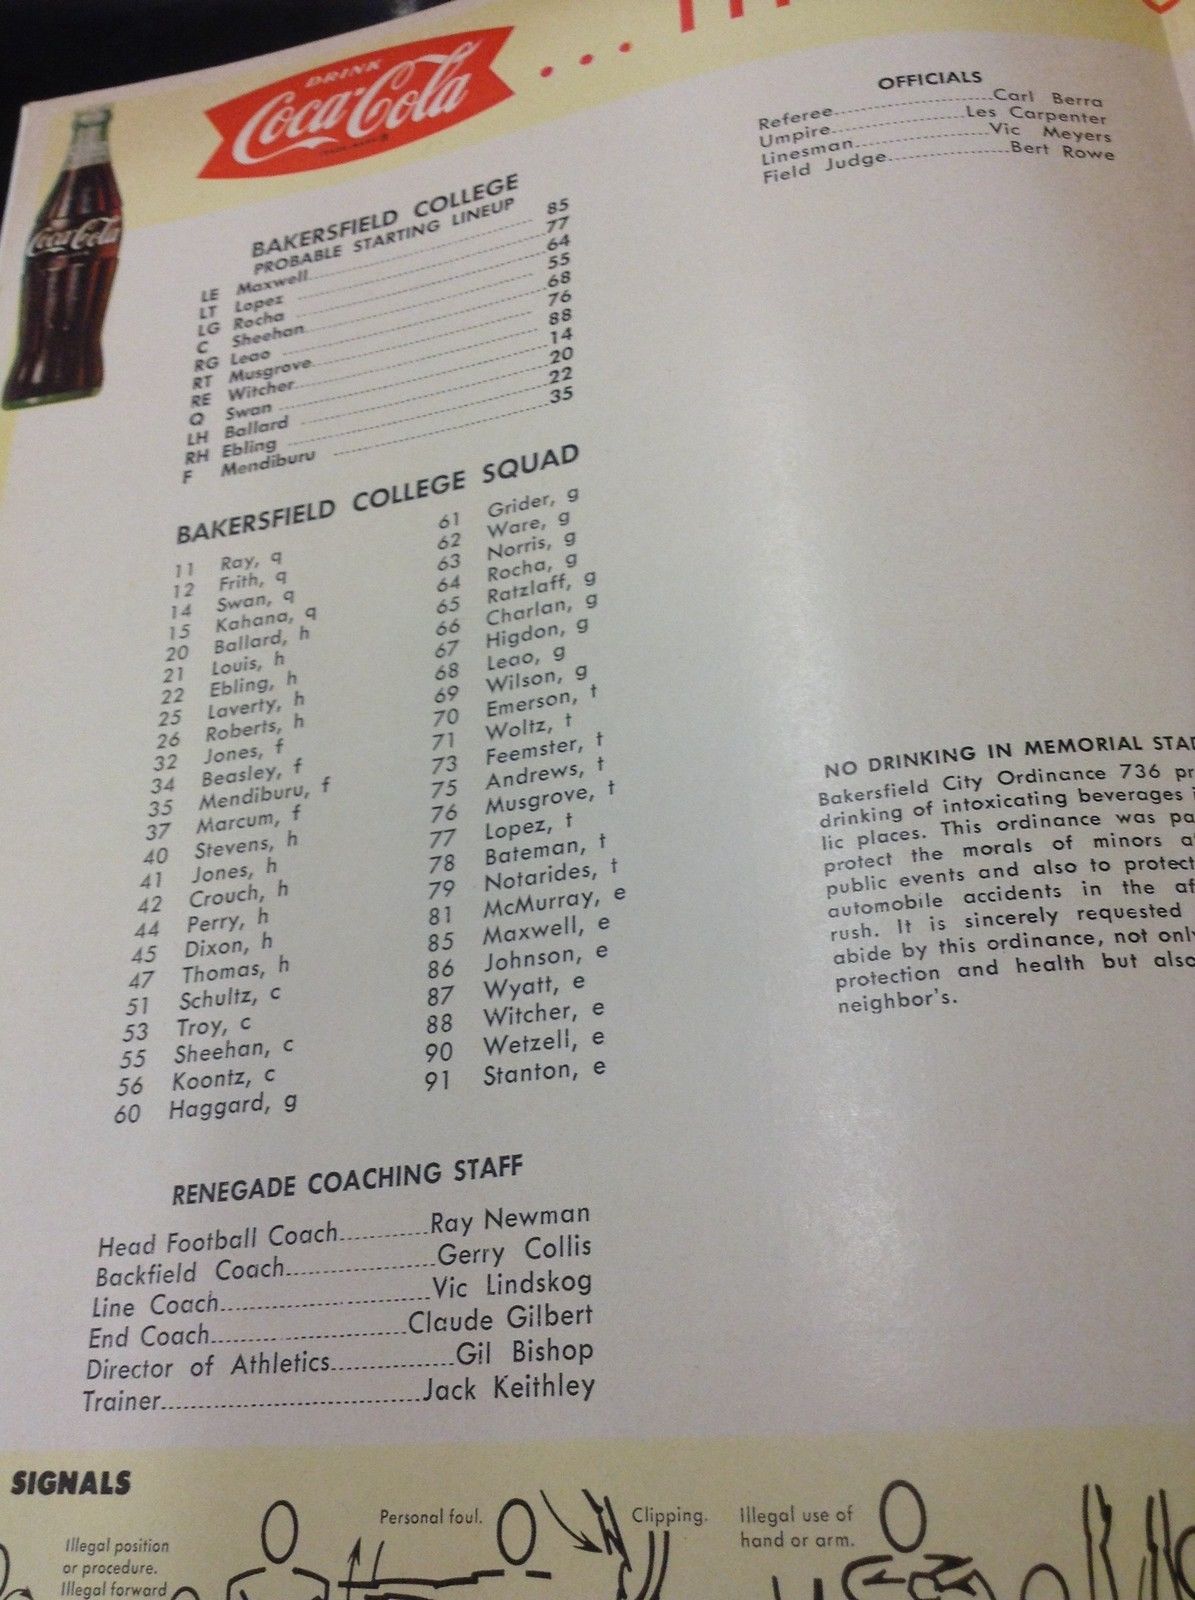 DRINK
Coca-Cola
TRADE-MARK ®
Coca-Cola
OFFICIALS
Referee Carl Berra
Umpire Les Carpenter
Linesman Vic Meyers
Field Judge Bert Rowe
BAKERSFIELD COLLEGE
PROBABLE STARTING LINEUP
LE Maxwell 85
LT Lopez 77
LG Rocha 64
C Sheehan 55
RG Leao 68
RT Musgrove 76
RE Witcher 88
Q Swan 14
LH Ballard 20
RH Ebling 22
F Mendiburu 35
BAKERSFIELD COLLEGE SQUAD
11 Ray, q
12 Frith, q
14 Swan, q
15 Kahana, q
20 Ballard, h
21 Louis, h
22 Ebling, h
25 Laverty, h
26 Roberts, h
32 Jones, f
34 Beasley, f
35 Mendiburu, f
37 Marcum, f
40 Stevens, h
41 Jones, h
42 Crouch, h
44 Perry, h
45 Dixon, h
47 Thomas, h
51 Schultz, c
53 Troy, c
55 Sheehan, c
56 Koontz, c
60 Haggard, g
61 Grider, g
62 Ware, g
63 Norris, g
64 Rocha, g
65 Ratzlaff, g
66 Charlan, g
67 Higdon, g
68 Leao, g
69 Wilson, g
70 Emerson, t
71 Woltz, t
73 Feemster, t
75 Andrews, t
76 Musgrove, t
77 Lopez, t
78 Bateman, t
79 Notarides, t
81 McMurray, e
85 Maxwell, e
86 Johnson, e
87 Wyatt, e
88 Witcher, e
90 Wetzell, e
91 Stanton, e
NO DRINKING IN MEMORIAL STAD
Bakersfield City Ordinance 736 pr
drinking of intoxicating beverages i
lic places. This ordinance was pa
protect the morals of minors a
public events and also to protect
automobile accidents in the af
rush. It is sincerely requested
abide by this ordinance, not only
protection and health but also
neighbor's.
RENEGADE COACHING STAFF
Head Football Coach Ray Newman
Backfield Coach Gerry Collis
Line Coach Vic Lindskog
End Coach Claude Gilbert
Director of Athletics Gil Bishop
Trainer Jack Keithley
SIGNALS
Illegal position
or procedure.
Illegal forward
Personal foul.
Clipping.
Illegal use of
hand or arm.